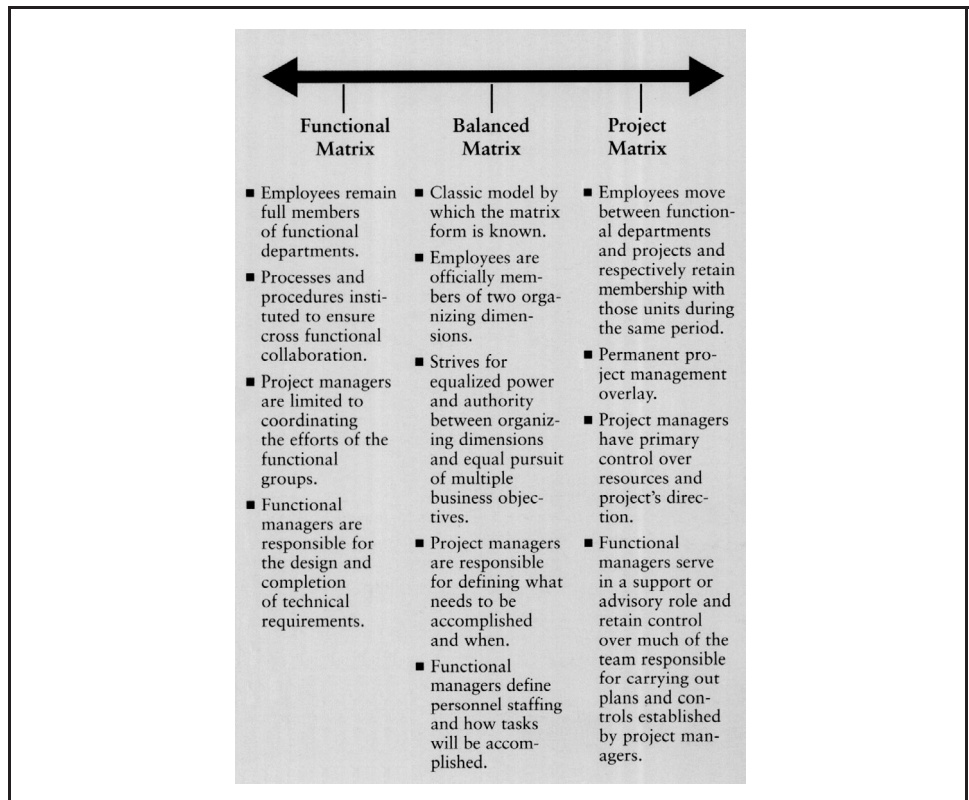 Functional
Matrix
■ Employees remain
full members
of functional
departments.
■ Processes and
procedures insti-
tuted to ensure
cross functional
collaboration.
■ Project managers
are limited to
coordinating
the efforts of the
functional
groups.
■ Functional
managers are
responsible for
the design and
completion
of technical
requirements.
Balanced
Matrix
■ Classic model by
which the matrix
form is known.
■ Employees are
officially mem-
bers of two orga-
nizing dimen-
sions.
■ Strives for
equalized power
and authority
between organiz-
ing dimensions
and equal pursuit
of multiple
business objec-
tives.
■ Project managers
are responsible
for defining what
needs to be
accomplished
and when.
■ Functional
managers define
personnel staffing
and how tasks
will be accom-
plished.
Project
Matrix
■ Employees move
between function-
al departments
and projects and
respectively retain
membership with
those units during
the same period.
■ Permanent pro-
ject management
overlay.
■ Project managers
have primary
control over
resources and
project's direc-
tion.
■ Functional
managers serve
in a support or
advisory role and
retain control
over much of the
team responsible
for carrying out
plans and con-
trols established
by project man-
agers.